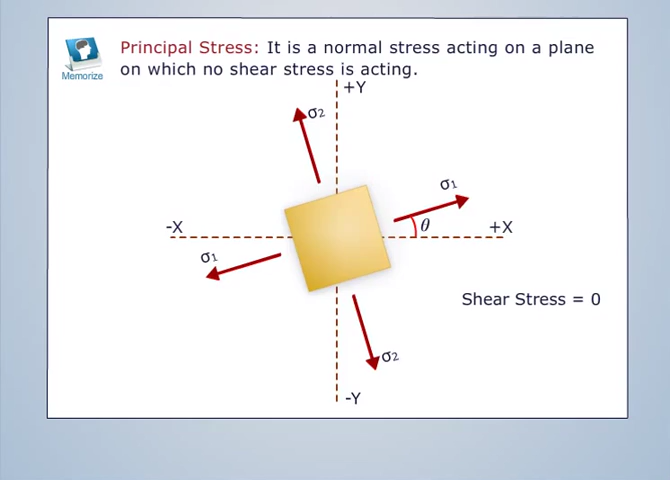 Principal Stress: It is a normal stress acting on a plane
on which no shear stress is acting.
Memorize
+Y
σ2
σ1
-X
θ
+X
σ1
Shear Stress = 0
σ2
-Y